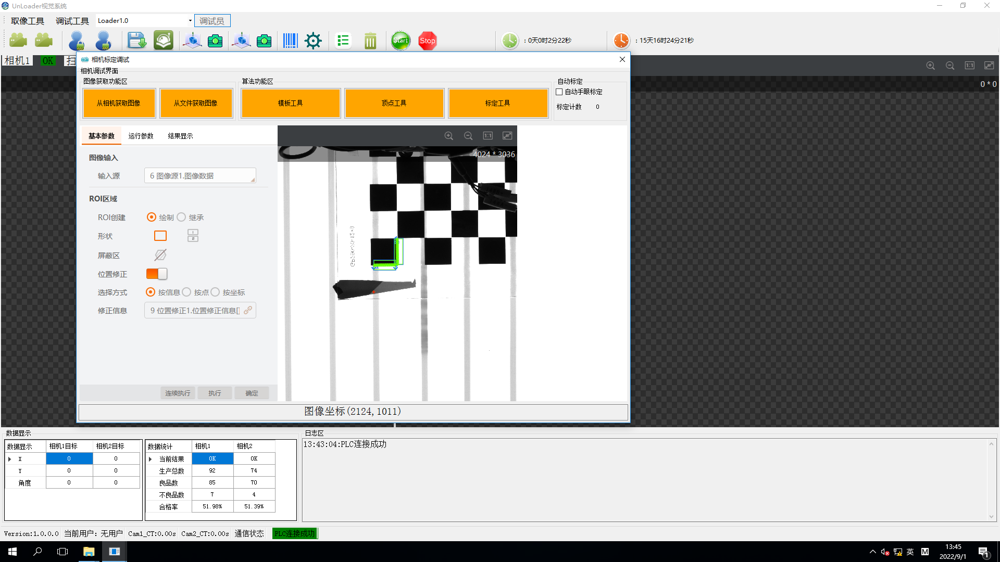 UnLoader视觉系统
取像工具 调试工具 Loader1.0 调试员
Start Stop : 0天0时2分22秒 : 15天16时24分21秒
相机1 OK 扫
0 * 0
相机标定调试
相机调试界面
图像获取功能区 算法功能区 自动标定
从相机获取图像 从文件获取图像 模板工具 顶点工具 标定工具
自动手眼标定
标定计数 0
基本参数 运行参数 结果显示
1:1
4024 * 3036
图像输入
输入源 6 图像源1.图像数据
ROI区域
ROI创建 绘制 继承
形状
屏蔽区
位置修正
选择方式 按信息 按点 按坐标
修正信息 9 位置修正1.位置修正信息[]
连续执行 执行 确定
图像坐标(2124,1011)
数据显示
数据显示 相机1目标 相机2目标
X 0 0
Y 0 0
角度 0 0
数据统计 相机1 相机2
当前结果 OK OK
生产总数 92 74
良品数 85 70
不良品数 7 4
合格率 51.98% 51.39%
日志区
13:43:04:PLC连接成功
Version:1.0.0.0 当前用户: 无用户 Cam1_CT:0.00s Cam2_CT:0.00s 通信状态 PLC连接成功
英 M 13:45
2022/9/1
1